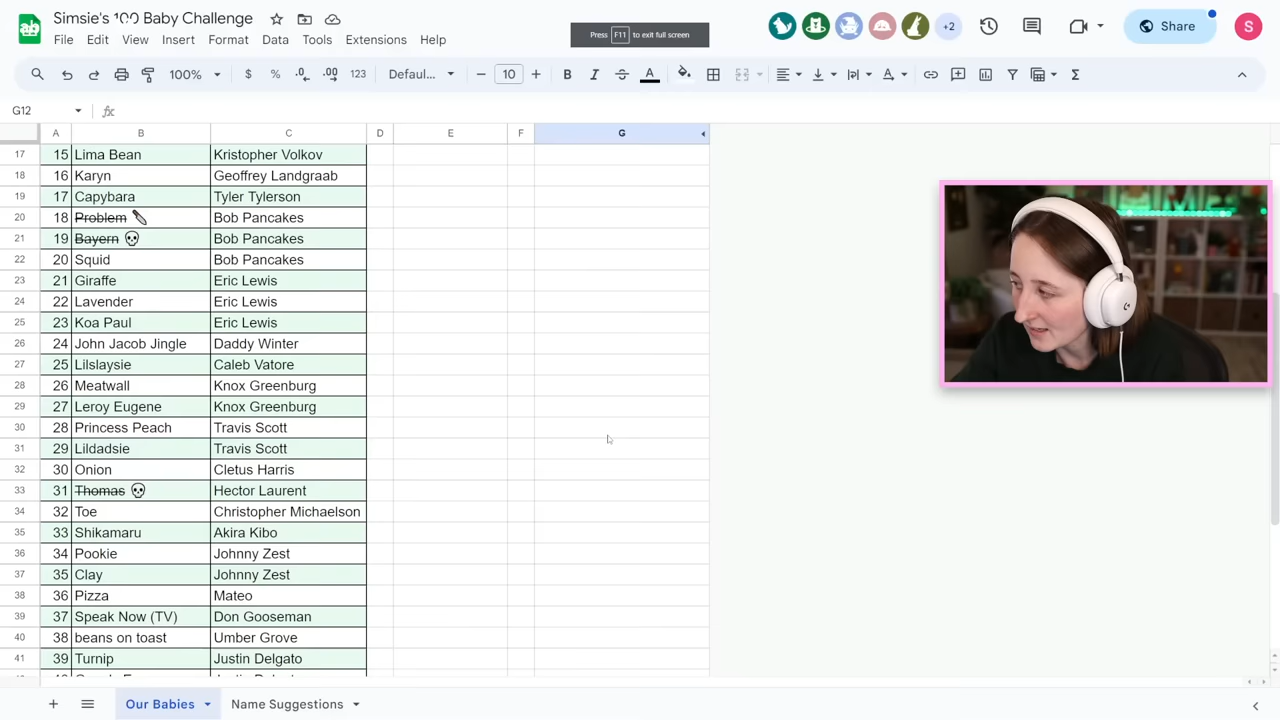 Simsie's 100 Baby Challenge
File View Insert Format Data Tools Extensions Help
Press F11 to exit full screen
+2
Share
S
100% $ % .0 .00 123 Defaul... 10 B I A
G12 fx
A B C D E F G
17 15 Lima Bean Kristopher Volkov
18 16 Karyn Geoffrey Landgraab
19 17 Capybara Tyler Tylerson
20 18 Problem 🔪 Bob Pancakes
21 19 Bayern 💀 Bob Pancakes
22 20 Squid Bob Pancakes
23 21 Giraffe Eric Lewis
24 22 Lavender Eric Lewis
25 23 Koa Paul Eric Lewis
26 24 John Jacob Jingle Daddy Winter
27 25 Lilslaysie Caleb Vatore
28 26 Meatwall Knox Greenburg
29 27 Leroy Eugene Knox Greenburg
30 28 Princess Peach Travis Scott
31 29 Lildadsie Travis Scott
32 30 Onion Cletus Harris
33 31 Thomas 💀 Hector Laurent
34 32 Toe Christopher Michaelson
35 33 Shikamaru Akira Kibo
36 34 Pookie Johnny Zest
37 35 Clay Johnny Zest
38 36 Pizza Mateo
39 37 Speak Now (TV) Don Gooseman
40 38 beans on toast Umber Grove
41 39 Turnip Justin Delgato
Our Babies Name Suggestions